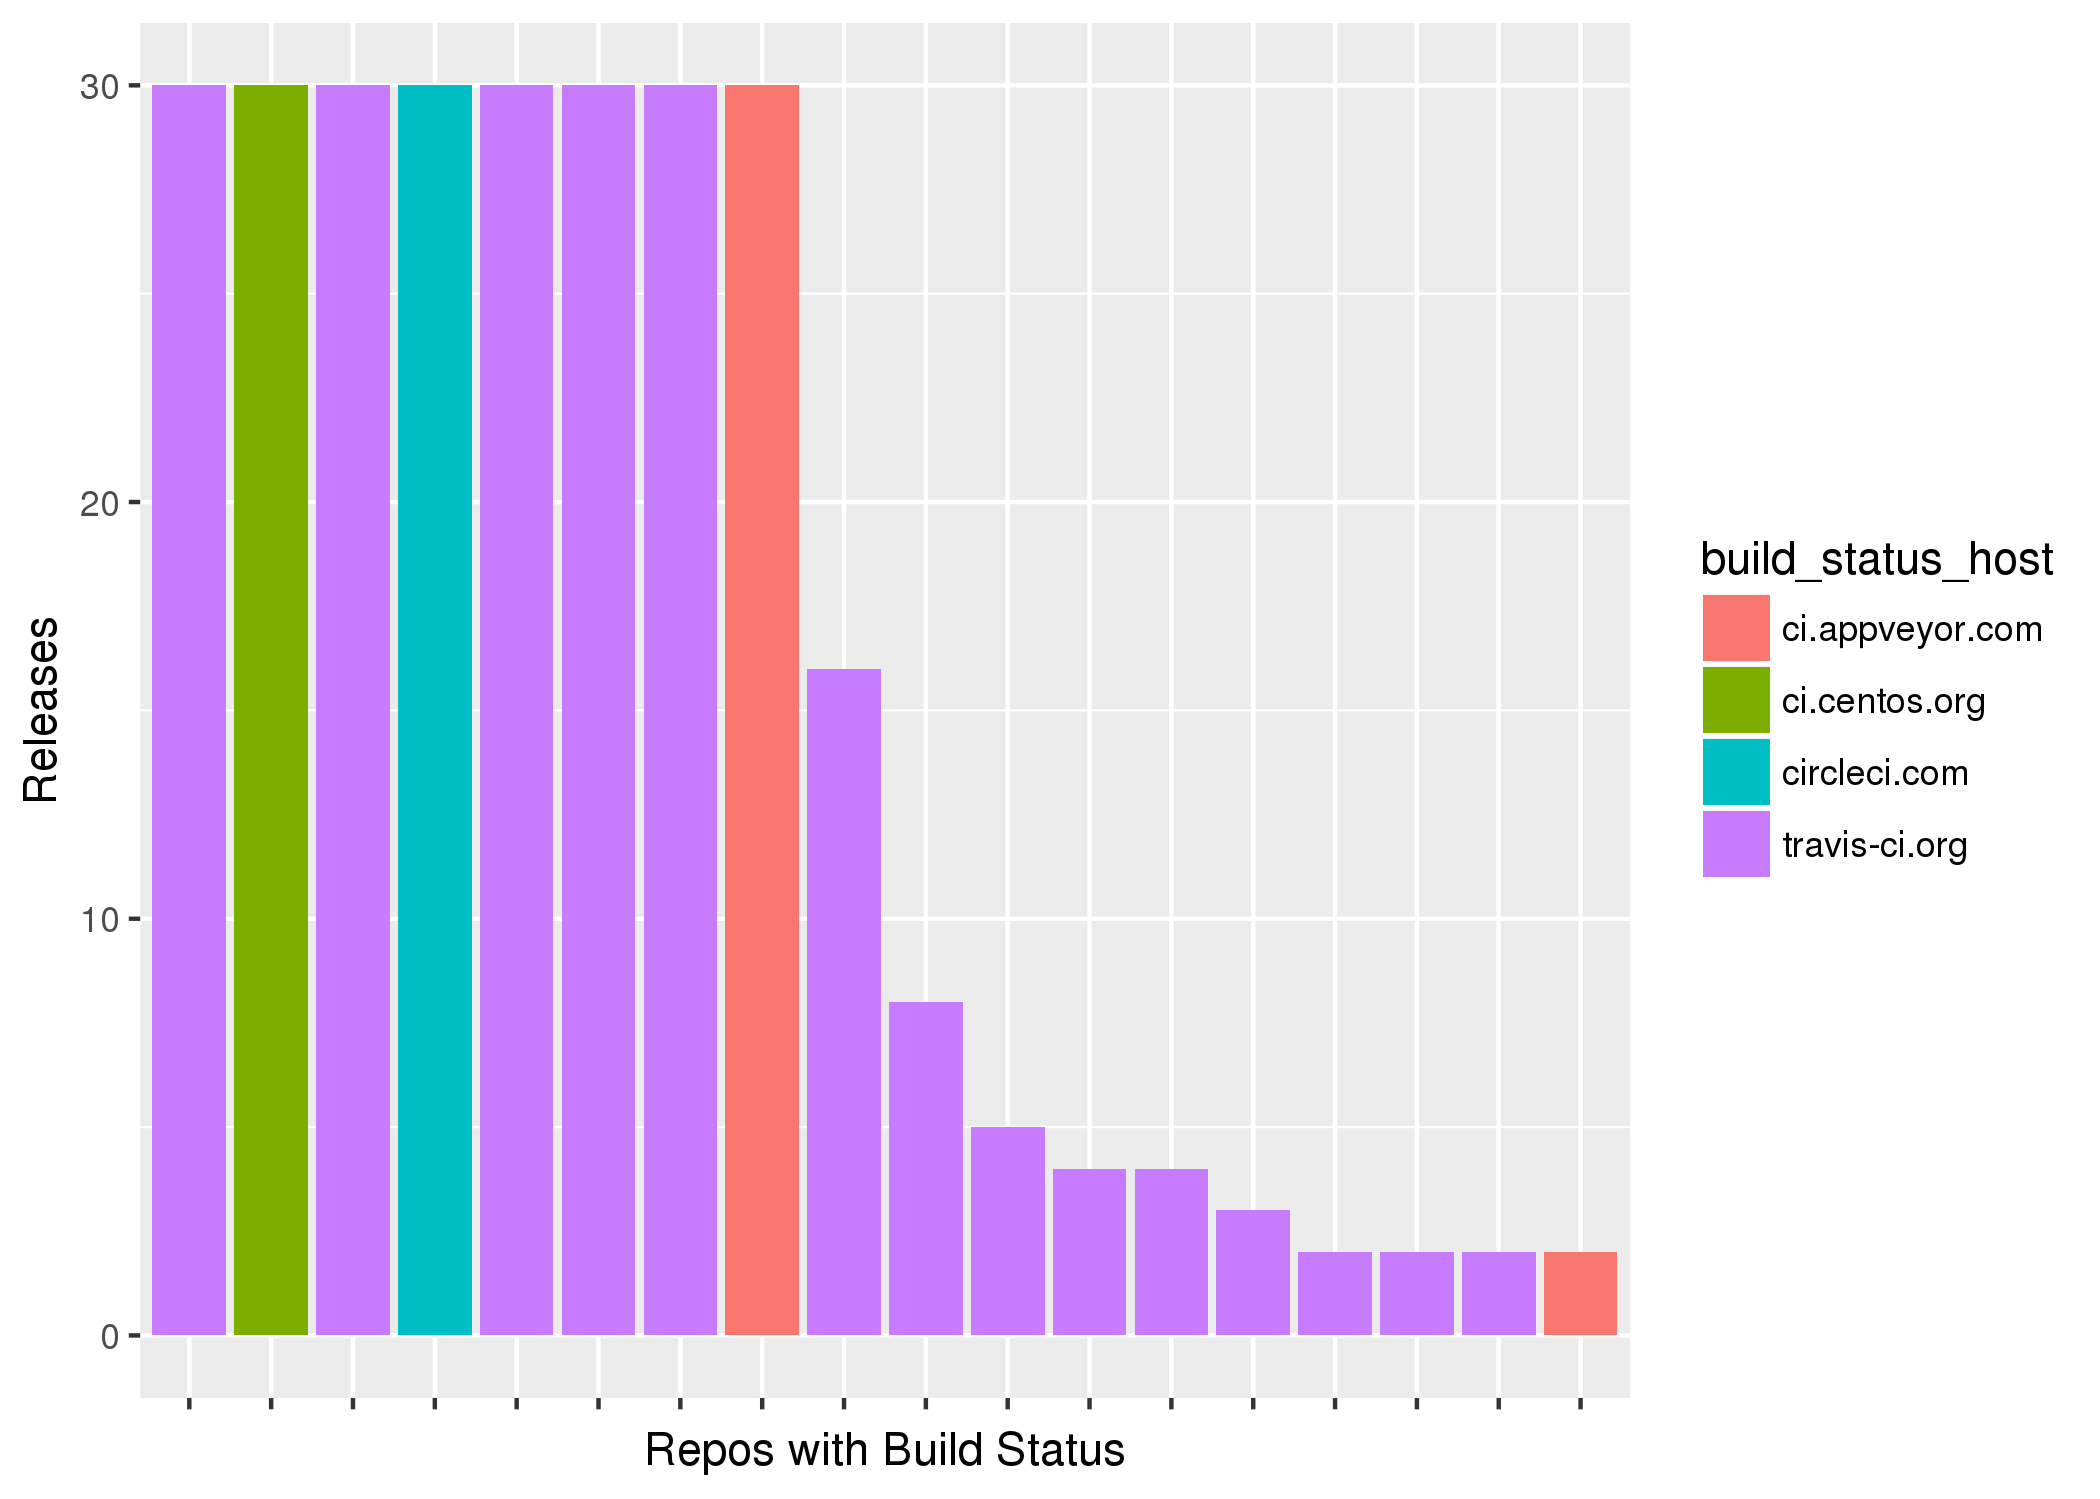 30
20
10
0
Releases
Repos with Build Status
build_status_host
ci.appveyor.com
ci.centos.org
circleci.com
travis-ci.org